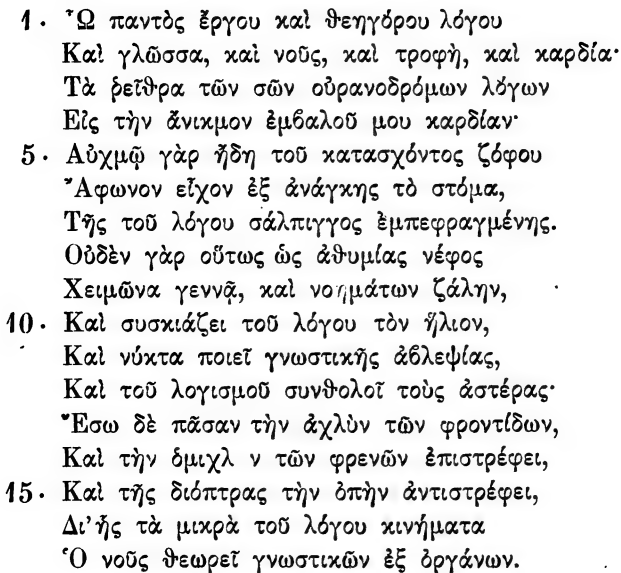 1. Ὦ παντὸς ἔργου καὶ θεηγόρου λόγου
Καὶ γλῶσσα, καὶ νοῦς, καὶ τροφὴ, καὶ καρδία·
Τὰ ῥεῖθρα τῶν σῶν οὐρανοδρόμων λόγων
Εἰς τὴν ἄνικμον ἐμβαλοῦ μου καρδίαν·
5. Αὐχμῷ γὰρ ἤδη τοῦ κατασχόντος ζόφου
Ἄφωνον εἶχον ἐξ ἀνάγκης τὸ στόμα,
Τῆς τοῦ λόγου σάλπιγγος ἐμπεφραγμένης.
Οὐδὲν γὰρ οὕτως ὡς ἀθυμίας νέφος
Χειμῶνα γεννᾷ, καὶ νοημάτων ζάλην,
10. Καὶ συσκιάζει τοῦ λόγου τὸν ἥλιον,
Καὶ νύκτα ποιεῖ γνωστικῆς ἀβλεψίας,
Καὶ τοῦ λογισμοῦ συνθολοῖ τοὺς ἀστέρας·
Ἔσω δὲ πᾶσαν τὴν ἀχλὺν τῶν φροντίδων,
Καὶ τὴν ὁμιχλ ν τῶν φρενῶν ἐπιστρέφει,
15. Καὶ τῆς διόπτρας τὴν ὀπὴν ἀντιστρέφει,
Δι' ἧς τὰ μικρὰ τοῦ λόγου κινήματα
Ὁ νοῦς θεωρεῖ γνωστικῶν ἐξ ὀργάνων.